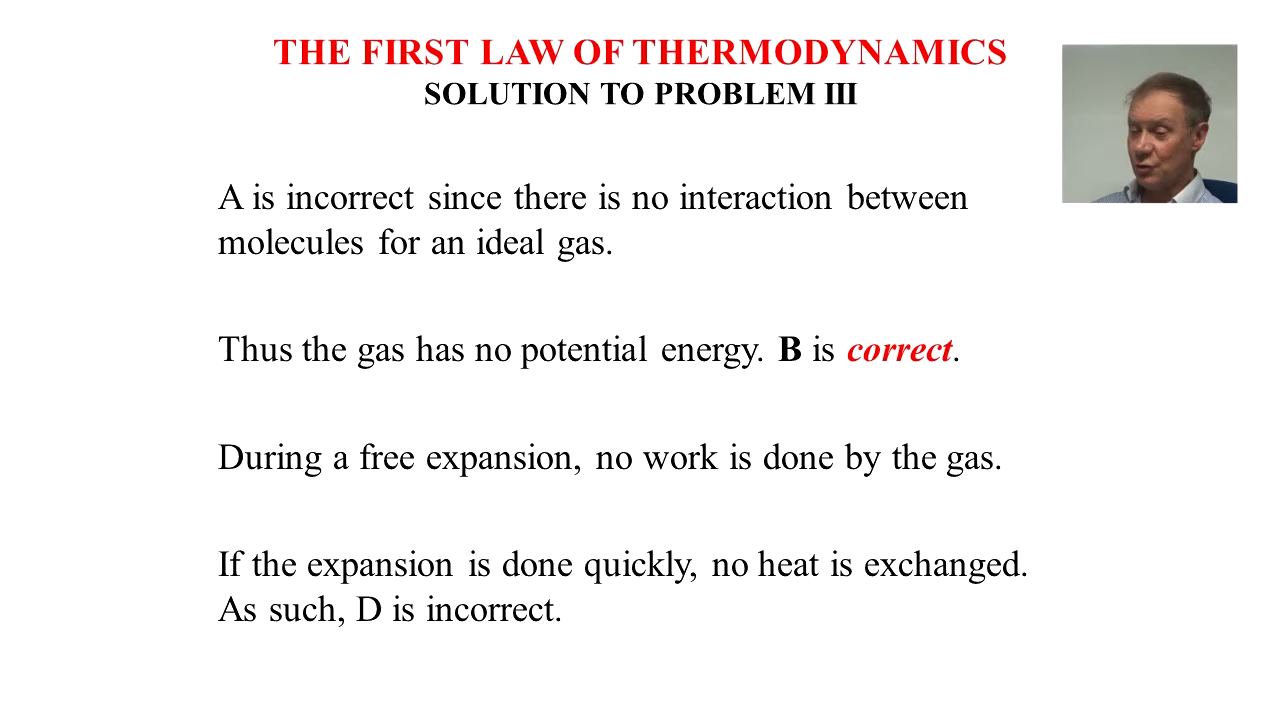 THE FIRST LAW OF THERMODYNAMICS
SOLUTION TO PROBLEM III
A is incorrect since there is no interaction between
molecules for an ideal gas.
Thus the gas has no potential energy. B is correct.
During a free expansion, no work is done by the gas.
If the expansion is done quickly, no heat is exchanged.
As such, D is incorrect.